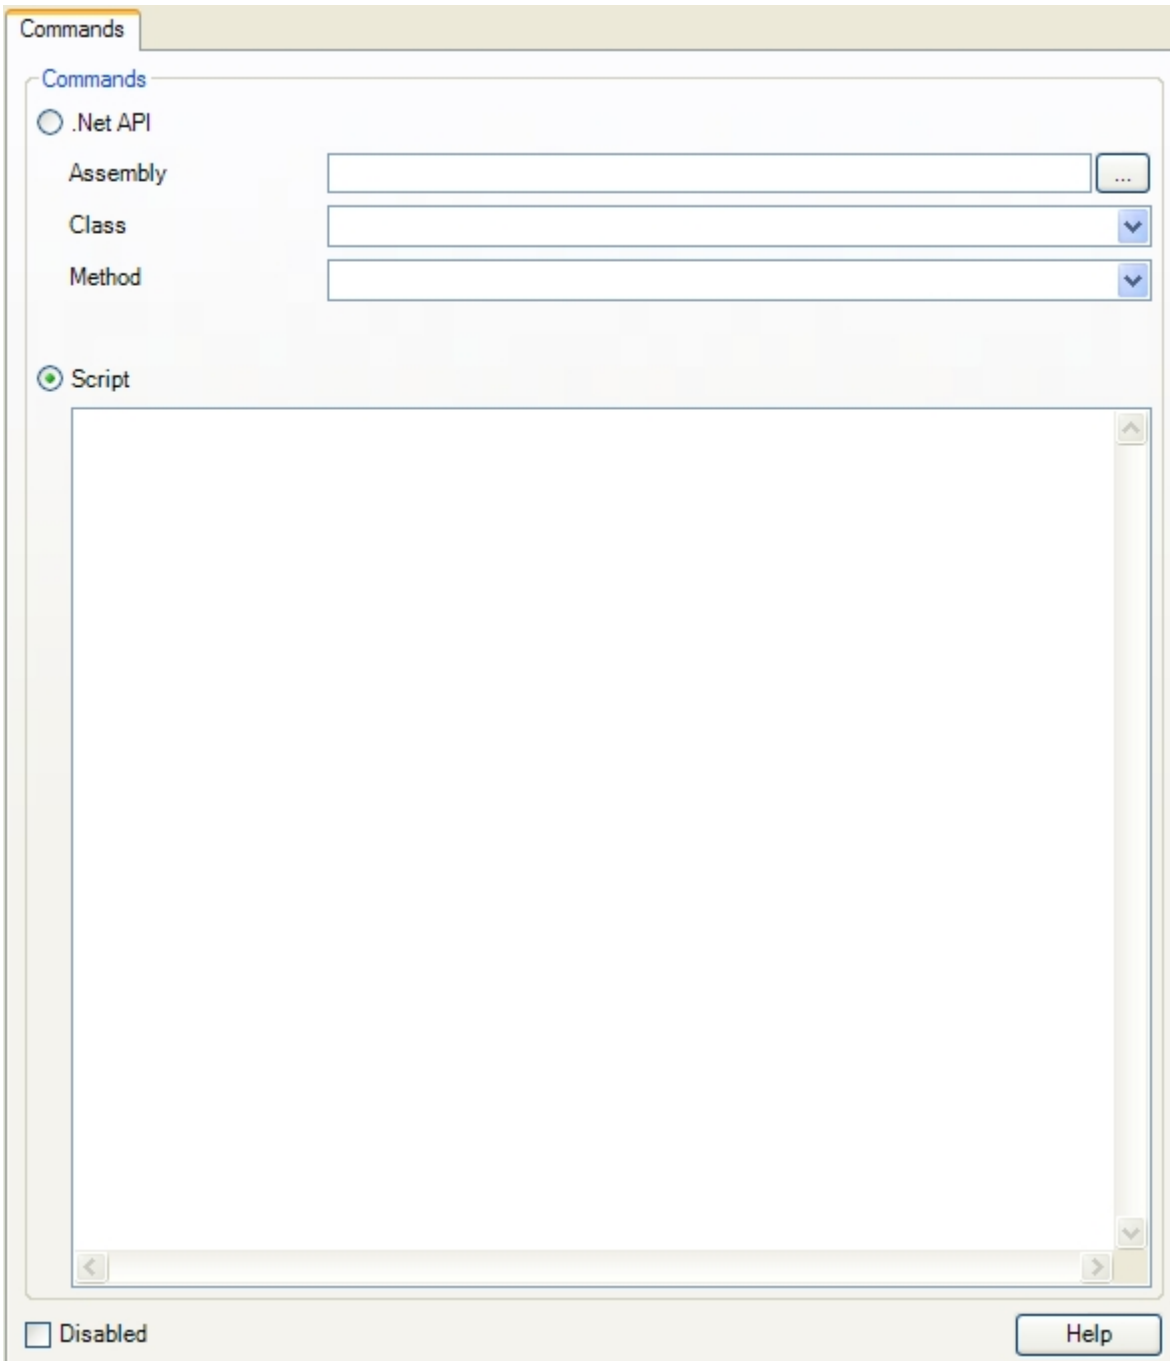 Commands
Commands
.Net API
Assembly
...
Class
Method
Script
Disabled
Help